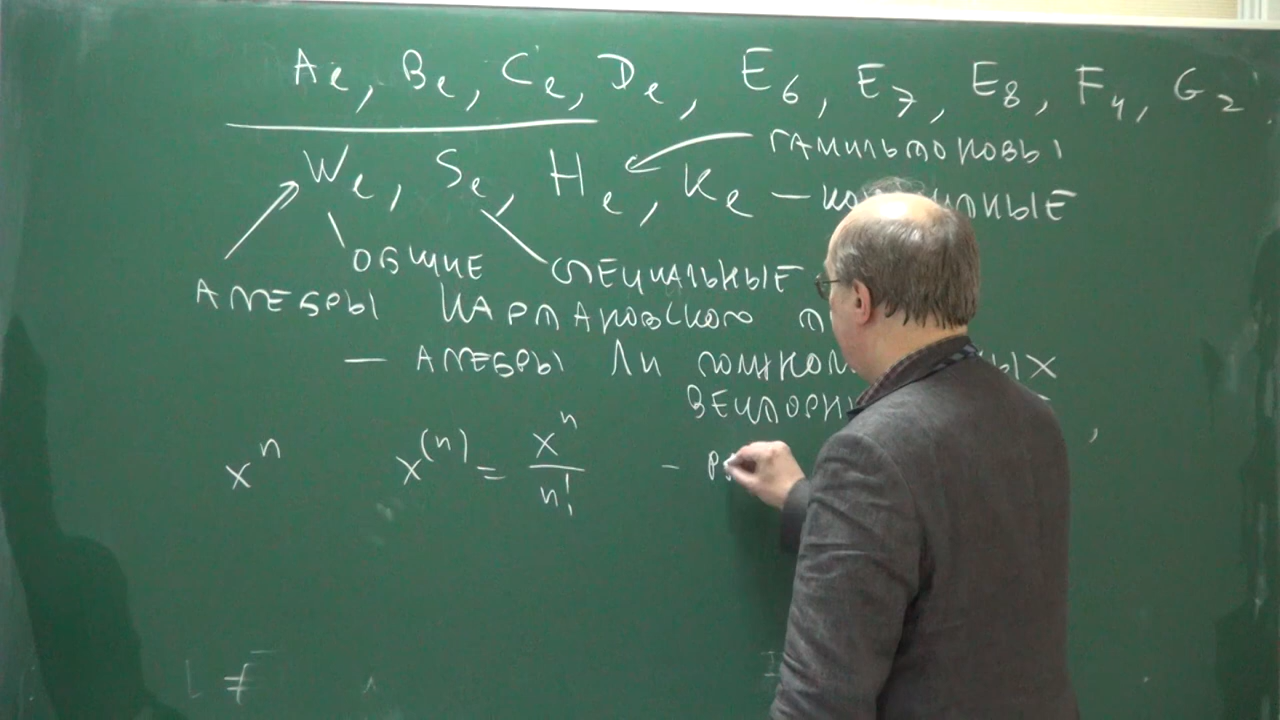 A_ℓ, B_ℓ, C_ℓ, D_ℓ, E_6, E_7, E_8, F_4, G_2
ГАМИЛЬТОНОВЫ
W_ℓ, S_ℓ, H_ℓ, K_ℓ —
ОБЩИЕ СПЕЦИАЛЬНЫЕ
АЛГЕБРЫ КАРТАНОВСКОГО Т
— АЛГЕБРЫ ЛИ
x^n x^(n) = x^n / n! —